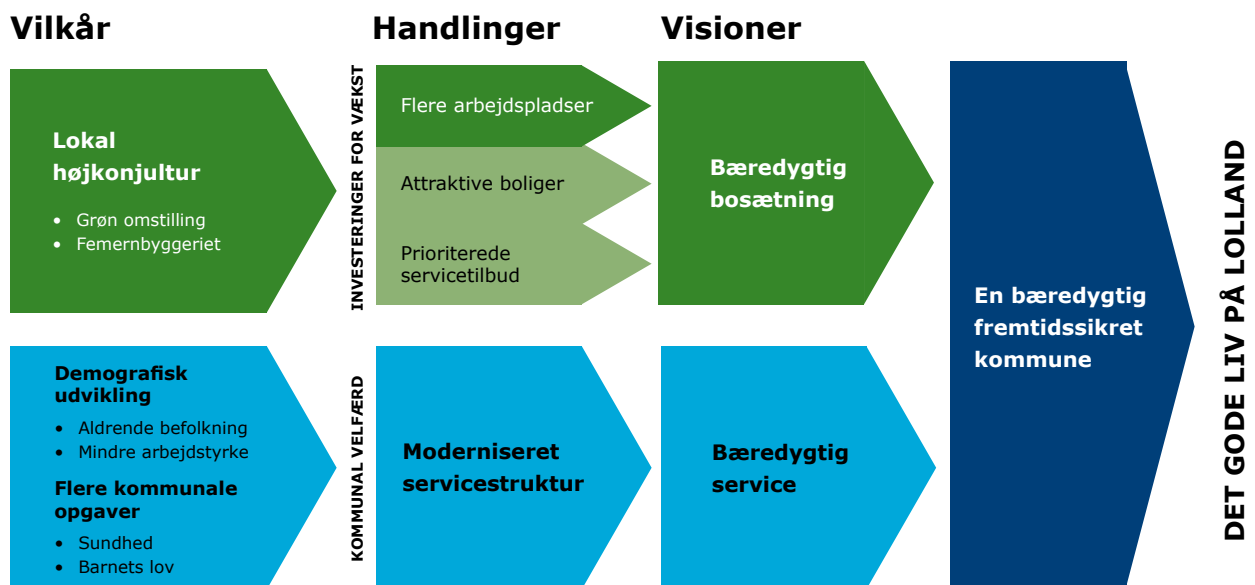 Vilkår
Handlinger
Visioner
Lokal
højkonjultur
• Grøn omstilling
• Femernbyggeriet
INVESTERINGER FOR VÆKST
Flere arbejdspladser
Attraktive boliger
Prioriterede
servicetilbud
Bæredygtig
bosætning
Demografisk
udvikling
• Aldrende befolkning
• Mindre arbejdstyrke
Flere kommunale
opgaver
• Sundhed
• Barnets lov
KOMMUNAL VELFÆRD
Moderniseret
servicestruktur
Bæredygtig
service
En bæredygtig
fremtidssikret
kommune
DET GODE LIV PÅ LOLLAND